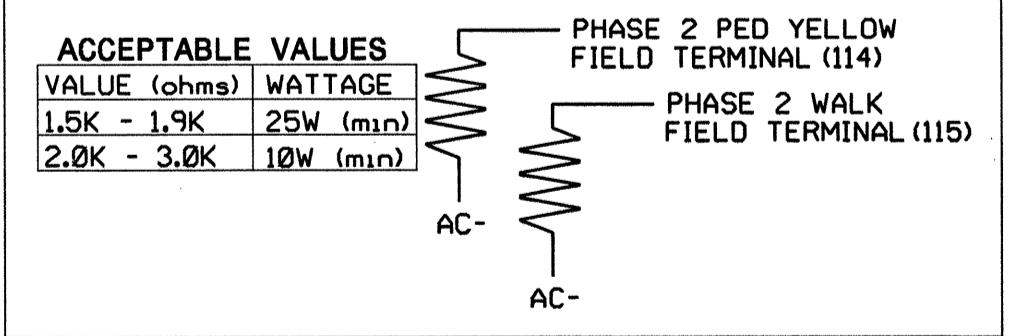 ACCEPTABLE VALUES
VALUE (ohms) WATTAGE
1.5K - 1.9K 25W (min)
2.0K - 3.0K 10W (min)
PHASE 2 PED YELLOW
FIELD TERMINAL (114)
AC-
PHASE 2 WALK
FIELD TERMINAL (115)
AC-